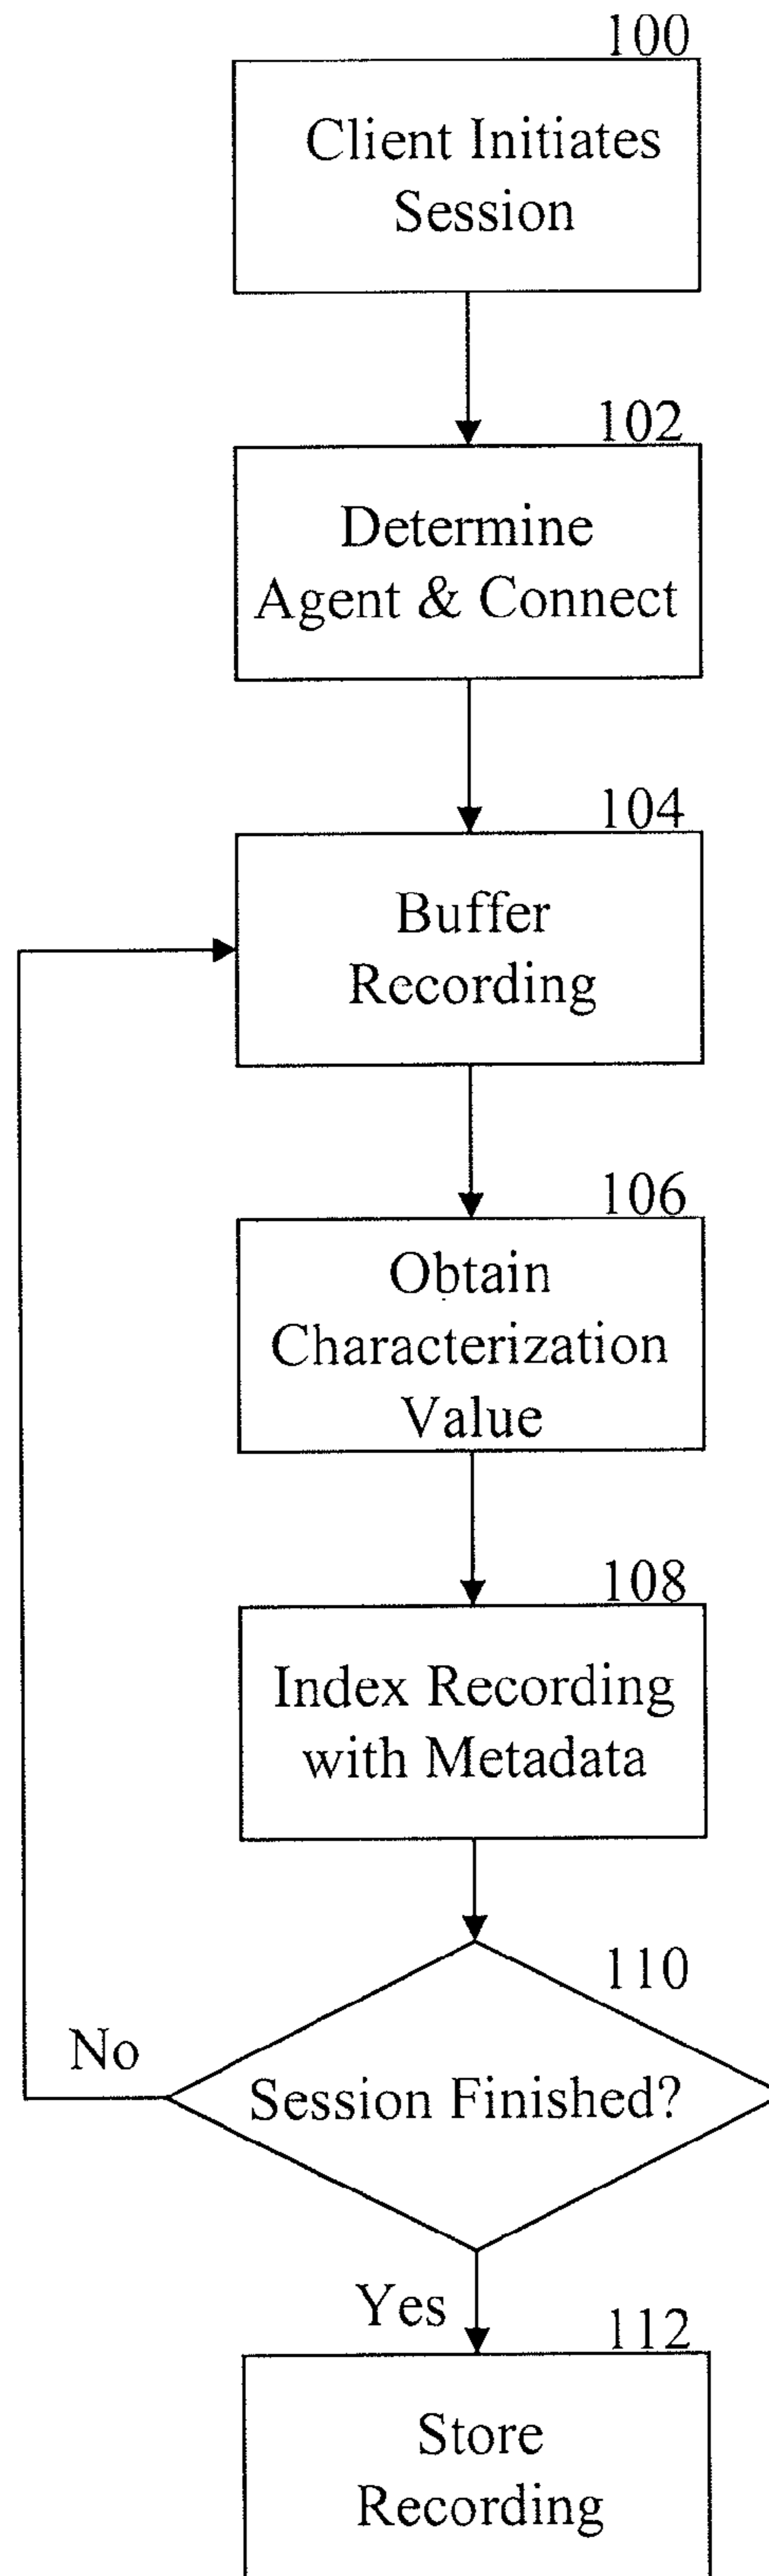 100
Client Initiates
Session
102
Determine
Agent & Connect
104
Buffer
Recording
106
Obtain
Characterization
Value
108
Index Recording
with Metadata
110
No
Session Finished?
Yes
112
Store
Recording